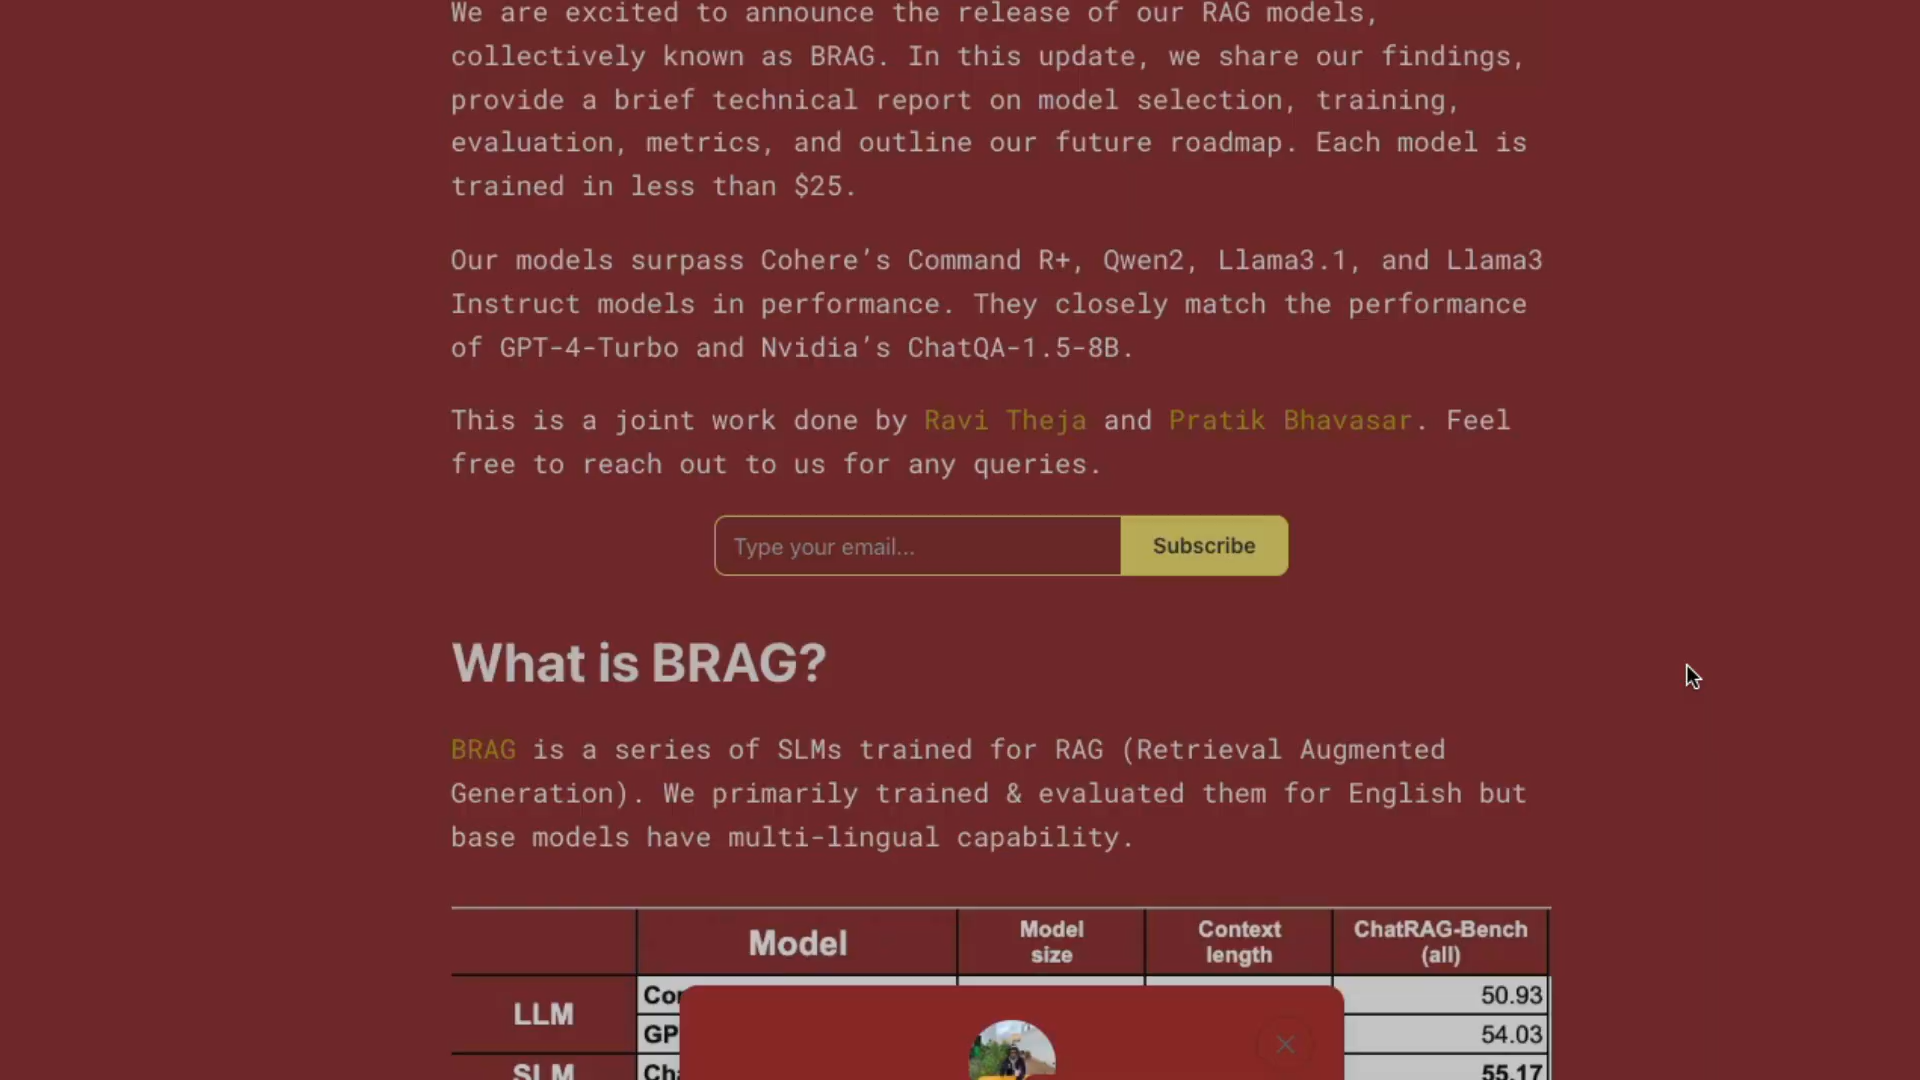 We are excited to announce the release of our RAG models,
collectively known as BRAG. In this update, we share our findings,
provide a brief technical report on model selection, training,
evaluation, metrics, and outline our future roadmap. Each model is
trained in less than $25.
Our models surpass Cohere’s Command R+, Qwen2, Llama3.1, and Llama3
Instruct models in performance. They closely match the performance
of GPT-4-Turbo and Nvidia’s ChatQA-1.5-8B.
This is a joint work done by Ravi Theja and Pratik Bhavasar. Feel
free to reach out to us for any queries.
Type your email...
Subscribe
What is BRAG?
BRAG is a series of SLMs trained for RAG (Retrieval Augmented
Generation). We primarily trained & evaluated them for English but
base models have multi-lingual capability.
Model
Model
size
Context
length
ChatRAG-Bench
(all)
LLM
50.93
GP
54.03
SLM
55.17